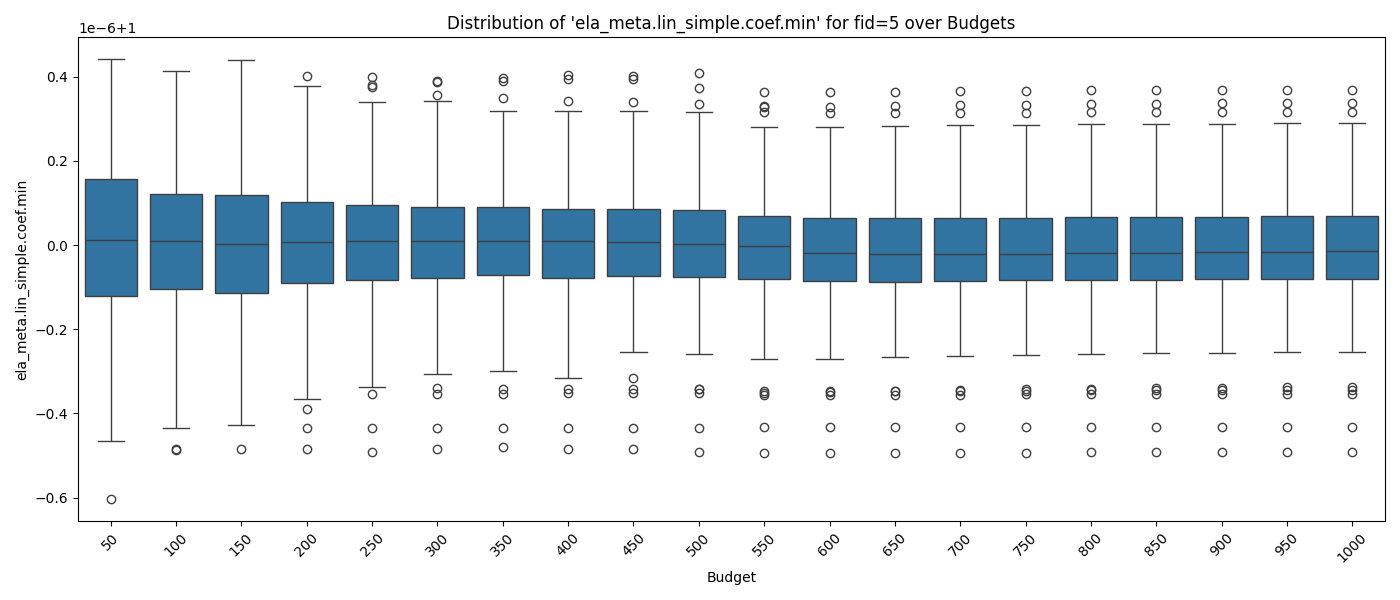 Distribution of 'ela_meta.lin_simple.coef.min' for fid=5 over Budgets
1e−6+1
0.4
0.2
0.0
−0.2
−0.4
−0.6
ela_meta.lin_simple.coef.min
50 100 150 200 250 300 350 400 450 500 550 600 650 700 750 800 850 900 950 1000
Budget